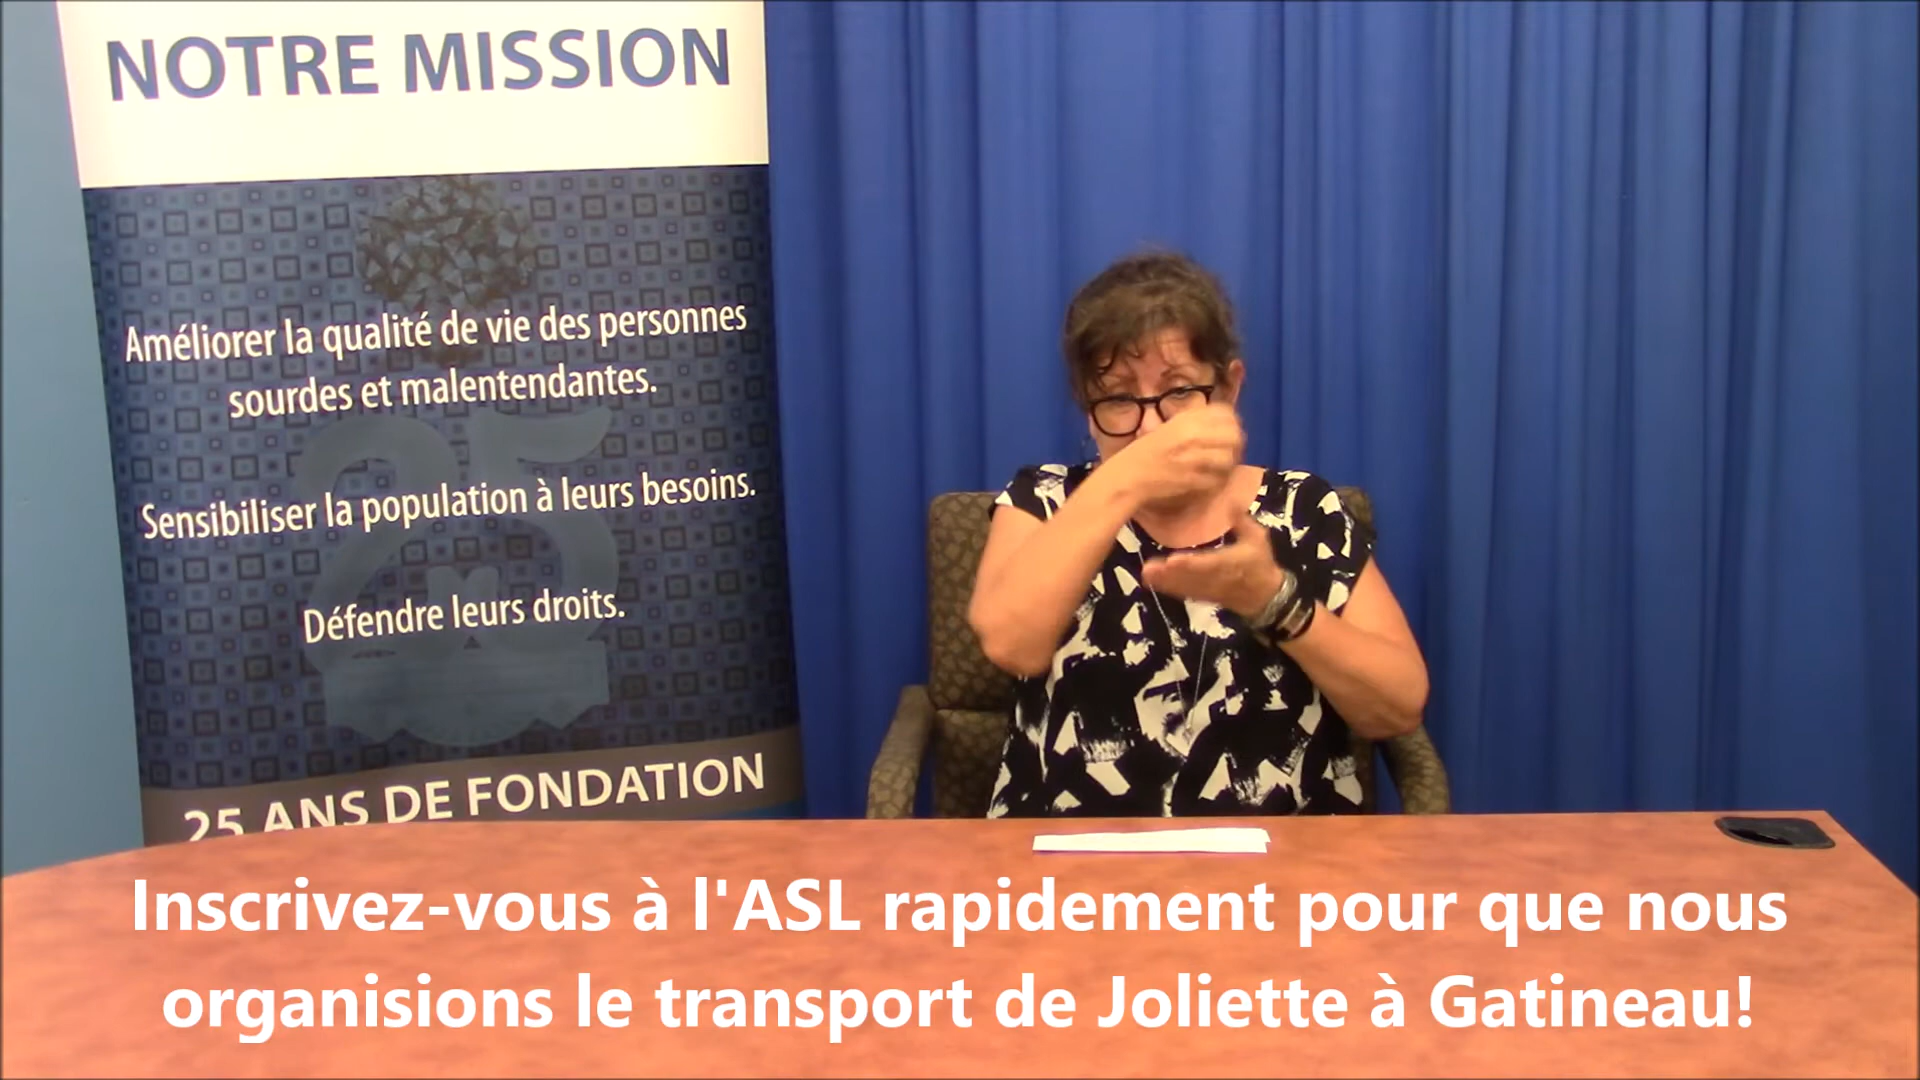 NOTRE MISSION
Améliorer la qualité de vie des personnes
sourdes et malentendantes.
Sensibiliser la population à leurs besoins.
Défendre leurs droits.
25 ANS DE FONDATION
Inscrivez-vous à l'ASL rapidement pour que nous
organisions le transport de Joliette à Gatineau!